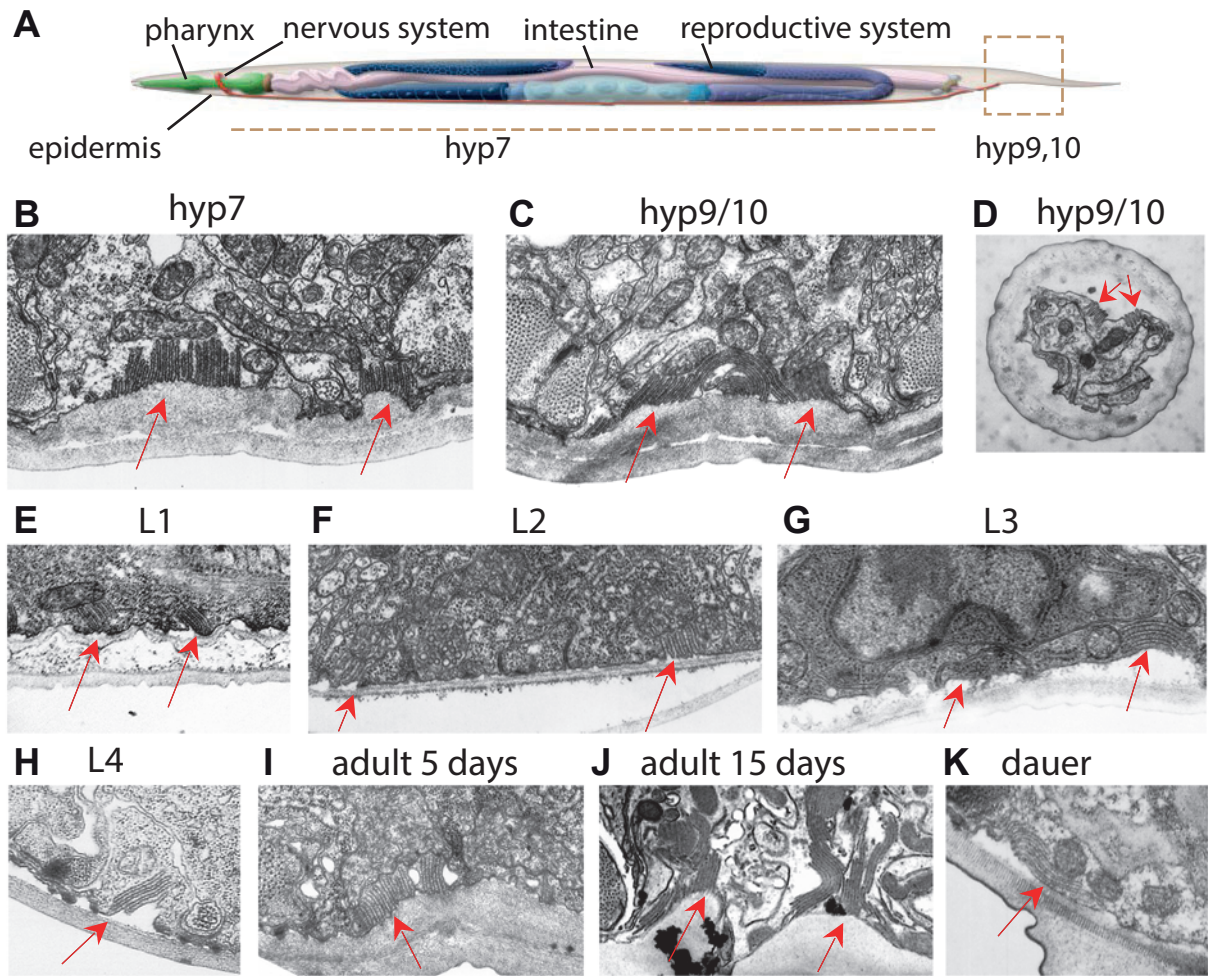 A
pharynx
nervous system
intestine
reproductive system
epidermis
hyp7
hyp9,10
B hyp7
C hyp9/10
D hyp9/10
E L1
F L2
G L3
H L4
I adult 5 days
J adult 15 days
K dauer